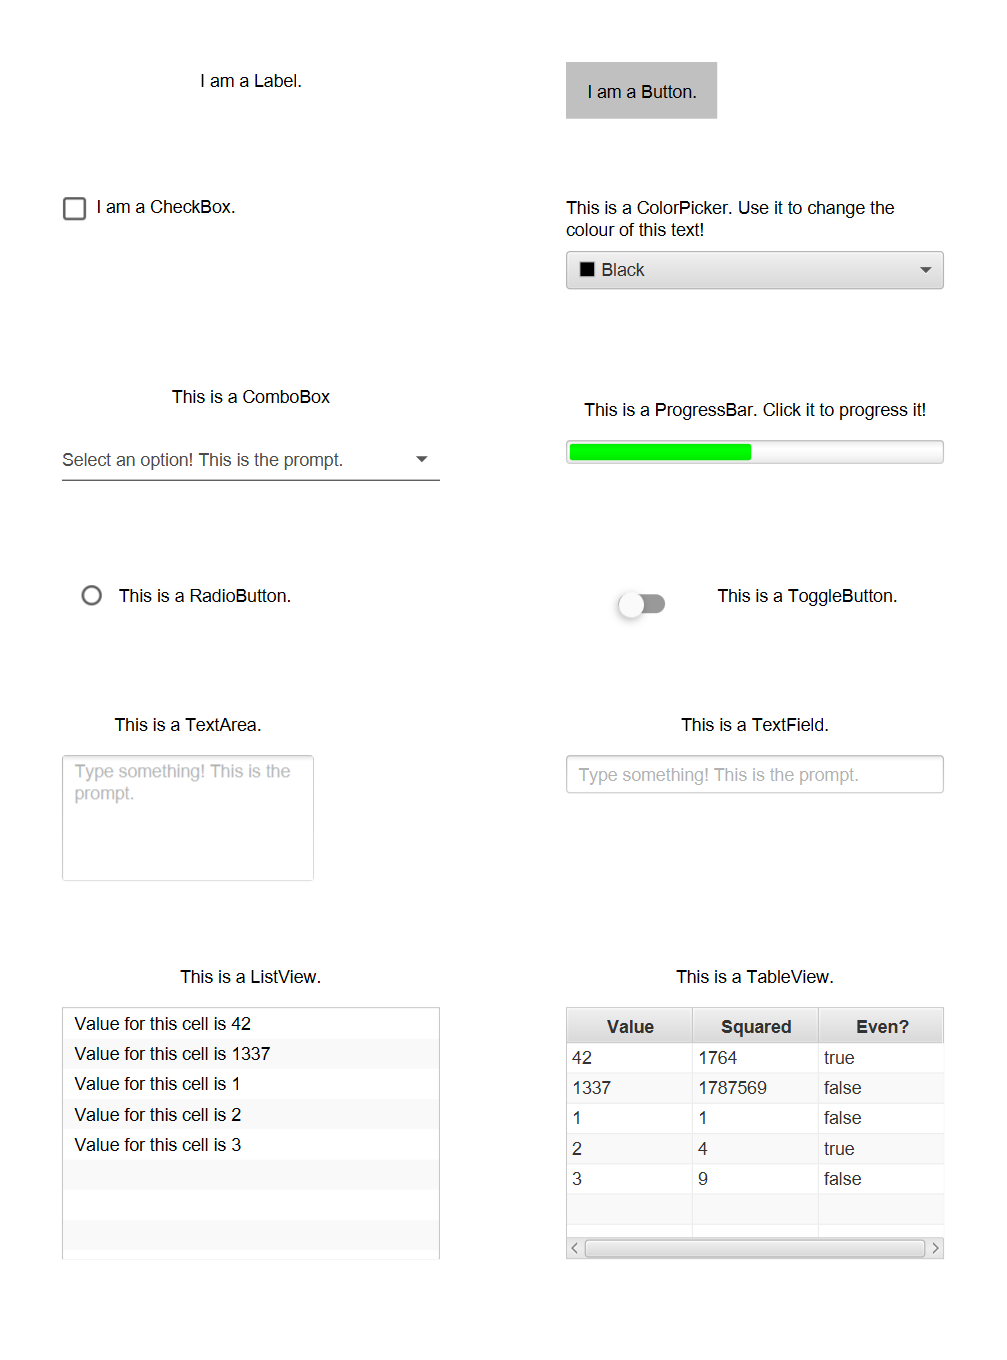 I am a Label.
I am a Button.
I am a CheckBox.
This is a ColorPicker. Use it to change the
colour of this text!
Black
This is a ComboBox
Select an option! This is the prompt.
This is a ProgressBar. Click it to progress it!
This is a RadioButton.
This is a ToggleButton.
This is a TextArea.
Type something! This is the
prompt.
This is a TextField.
Type something! This is the prompt.
This is a ListView.
Value for this cell is 42
Value for this cell is 1337
Value for this cell is 1
Value for this cell is 2
Value for this cell is 3
This is a TableView.
Value Squared Even?
42 1764 true
1337 1787569 false
1 1 false
2 4 true
3 9 false